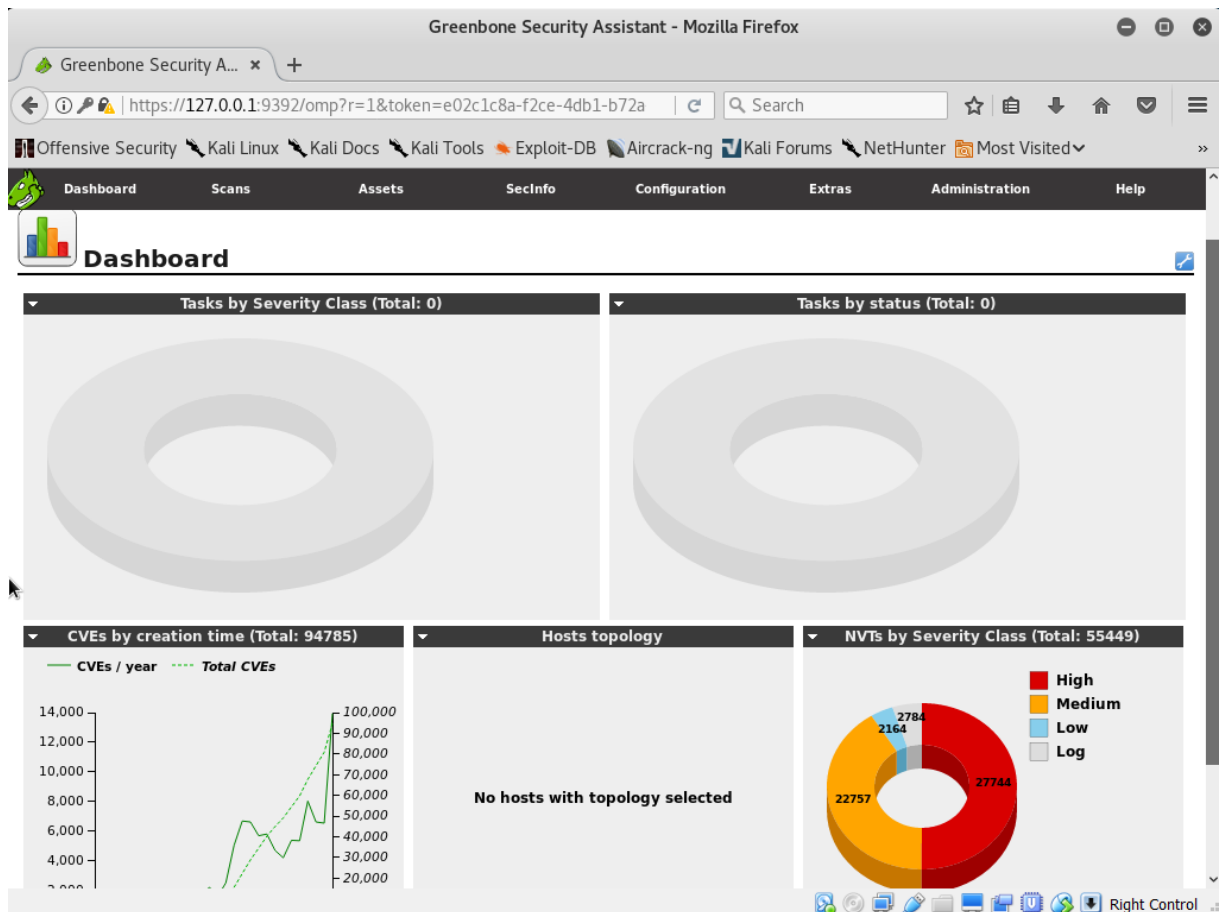 Greenbone Security Assistant - Mozilla Firefox
Greenbone Security A... × +
https://127.0.0.1:9392/omp?r=1&token=e02c1c8a-f2ce-4db1-b72a Search
Offensive Security Kali Linux Kali Docs Kali Tools Exploit-DB Aircrack-ng Kali Forums NetHunter Most Visited »
Dashboard Scans Assets SecInfo Configuration Extras Administration Help
Dashboard
Tasks by Severity Class (Total: 0)
Tasks by status (Total: 0)
CVEs by creation time (Total: 94785)
CVEs / year Total CVEs
14,000
12,000
10,000
8,000
6,000
4,000
100,000
90,000
80,000
70,000
60,000
50,000
40,000
30,000
20,000
Hosts topology
No hosts with topology selected
NVTs by Severity Class (Total: 55449)
High
Medium
Low
Log
2784
2164
27744
22757
Right Control